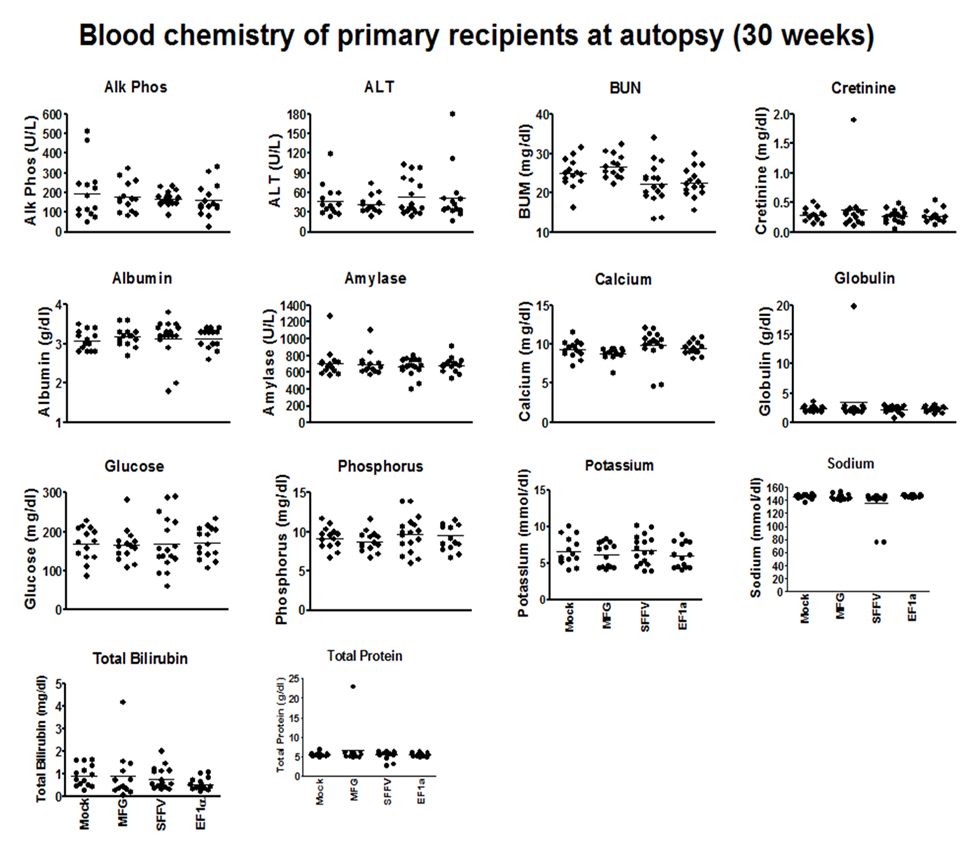 Blood chemistry of primary recipients at autopsy (30 weeks)
Alk Phos
Alk Phos (U/L)
600
500
400
300
200
100
0
ALT
ALT (U/L)
180
150
120
90
60
30
0
BUN
BUM (mg/dl)
40
30
20
10
Cretinine
Cretinine (mg/dl)
2.0
1.5
1.0
0.5
0.0
Albumin
Albumin (g/dl)
4
3
2
1
Amylase
Amylase (U/L)
1400
1200
1000
800
600
400
200
0
Calcium
Calcium (mg/dl)
15
10
5
0
Globulin
Globulin (mg/dl)
20
15
10
5
0
Glucose
Glucose (mg/dl)
300
200
100
0
Phosphorus
Phosphorus (mg/dl)
15
10
5
0
Potassium
Potassium (mmol/dl)
15
10
5
0
Mock
MFG
SFFV
EF1a
Sodium
Sodium (mmol/dl)
160
140
120
100
80
60
40
20
0
Mock
MFG
SFFV
EF1a
Total Bilirubin
Total Bilirubin (mg/dl)
5
4
3
2
1
0
Mock
MFG
SFFV
EF1α
Total Protein
Total Protein (g/dl)
25
20
15
10
5
0
Mock
MFG
SFFV
EF1a